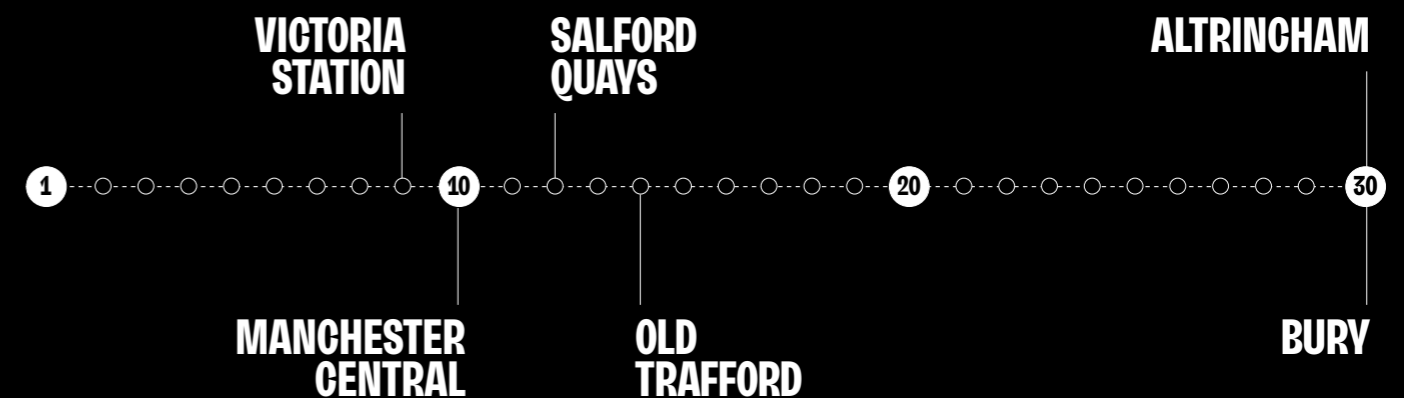 VICTORIA
STATION
SALFORD
QUAYS
ALTRINCHAM
1
10
20
30
MANCHESTER
CENTRAL
OLD
TRAFFORD
BURY